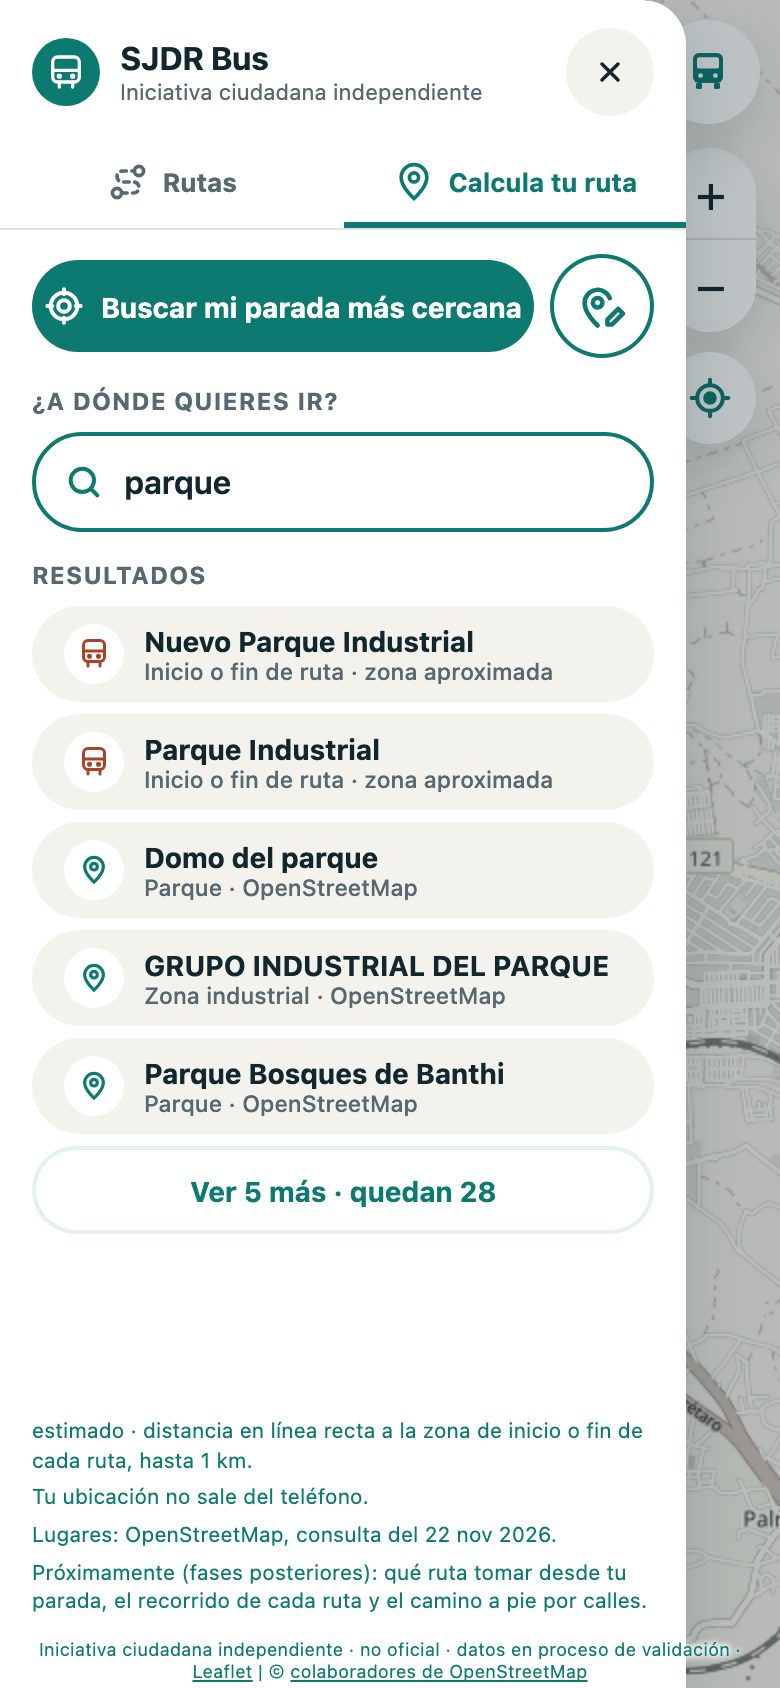 SJDR Bus
Iniciativa ciudadana independiente
Rutas
Calcula tu ruta
Buscar mi parada más cercana
¿A DÓNDE QUIERES IR?
parque
RESULTADOS
Nuevo Parque Industrial
Inicio o fin de ruta · zona aproximada
Parque Industrial
Inicio o fin de ruta · zona aproximada
Domo del parque
Parque · OpenStreetMap
121
GRUPO INDUSTRIAL DEL PARQUE
Zona industrial · OpenStreetMap
Parque Bosques de Banthi
Parque · OpenStreetMap
Ver 5 más · quedan 28
estimado · distancia en línea recta a la zona de inicio o fin de
cada ruta, hasta 1 km.
Tu ubicación no sale del teléfono.
Lugares: OpenStreetMap, consulta del 22 nov 2026.
Próximamente (fases posteriores): qué ruta tomar desde tu
parada, el recorrido de cada ruta y el camino a pie por calles.
Iniciativa ciudadana independiente · no oficial · datos en proceso de validación ·
Leaflet | © colaboradores de OpenStreetMap